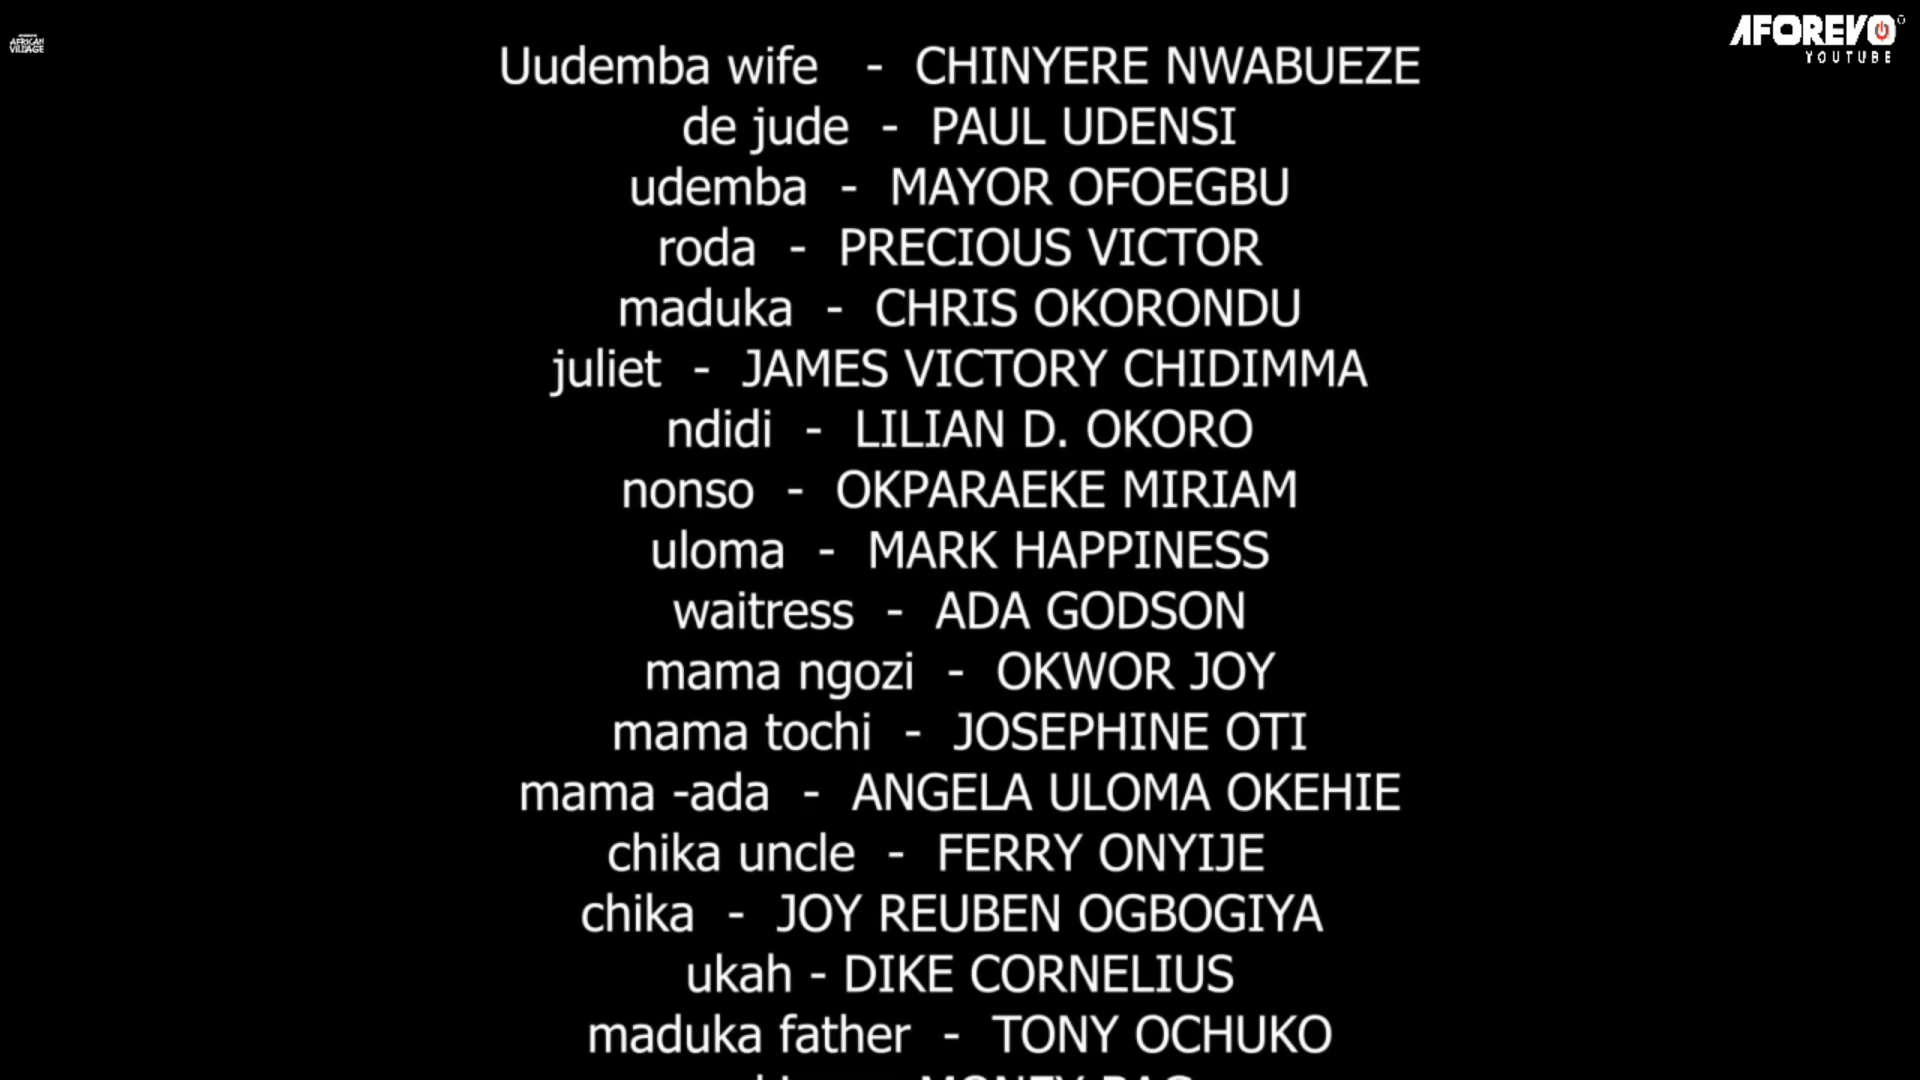 AFRICAN
VILLAGE
AFOREVO
YOUTUBE
Uudemba wife - CHINYERE NWABUEZE
de jude - PAUL UDENSI
udemba - MAYOR OFOEGBU
roda - PRECIOUS VICTOR
maduka - CHRIS OKORONDU
juliet - JAMES VICTORY CHIDIMMA
ndidi - LILIAN D. OKORO
nonso - OKPARAEKE MIRIAM
uloma - MARK HAPPINESS
waitress - ADA GODSON
mama ngozi - OKWOR JOY
mama tochi - JOSEPHINE OTI
mama -ada - ANGELA ULOMA OKEHIE
chika uncle - FERRY ONYIJE
chika - JOY REUBEN OGBOGIYA
ukah - DIKE CORNELIUS
maduka father - TONY OCHUKO